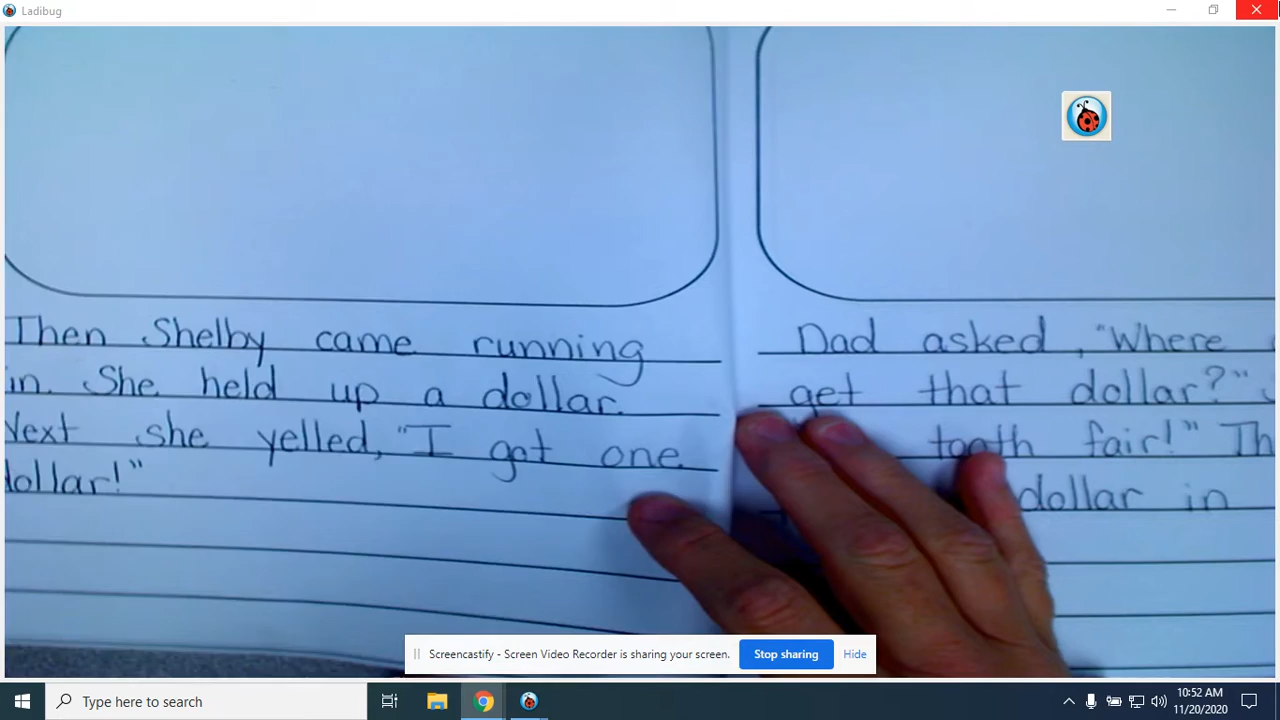 Ladibug
Then Shelby came running
in. She held up a dollar.
Next she yelled, "I got one
dollar!"
Dad asked, "Where
get that dollar?"
tooth fair!"
dollar in
Screencastify - Screen Video Recorder is sharing your screen.
Stop sharing
Hide
Type here to search
10:52 AM
11/20/2020